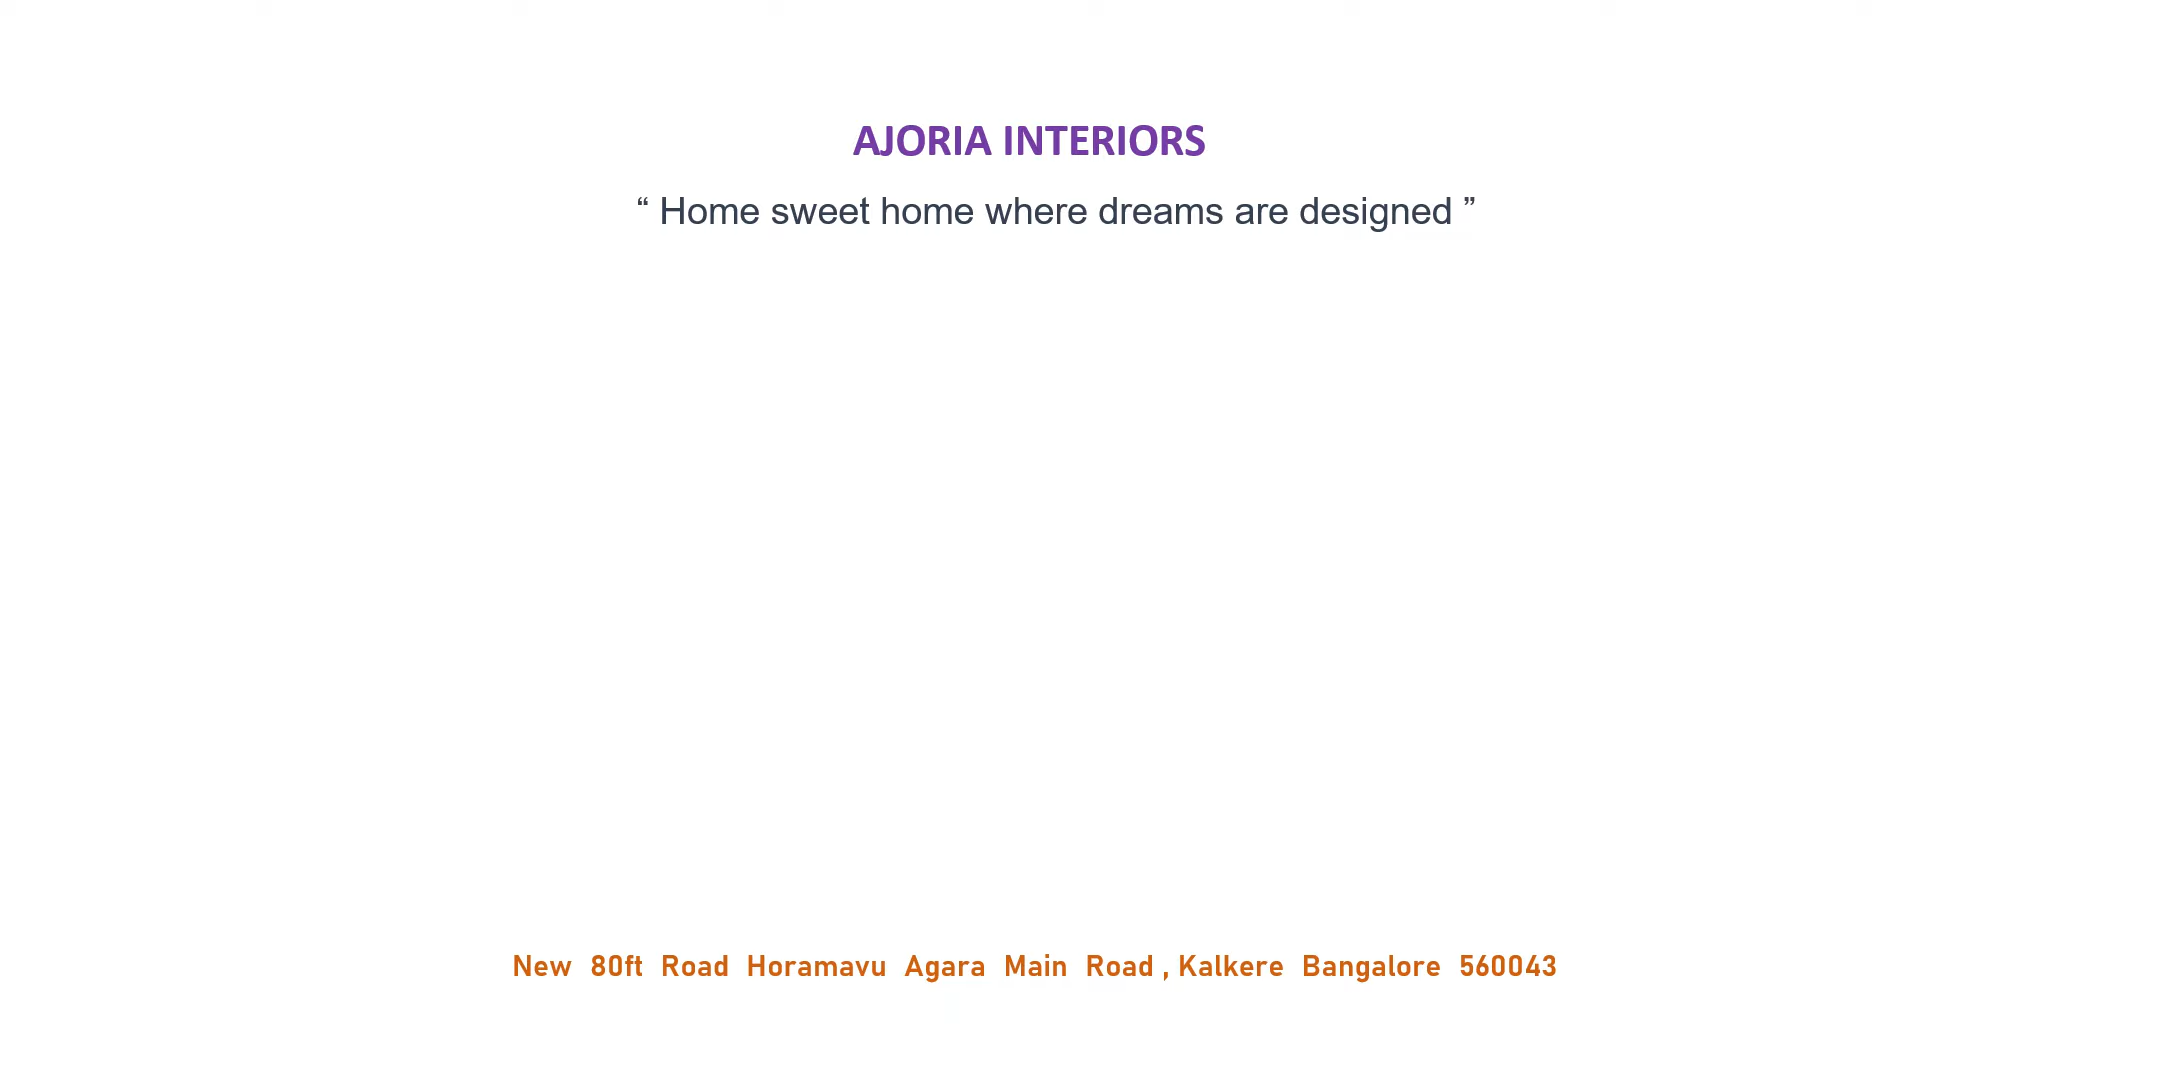 AJORIA INTERIORS
“ Home sweet home where dreams are designed ”
New 80ft Road Horamavu Agara Main Road , Kalkere Bangalore 560043